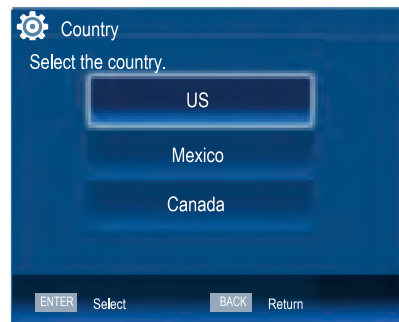 Country
Select the country.
US
Mexico
Canada
ENTER Select BACK Return